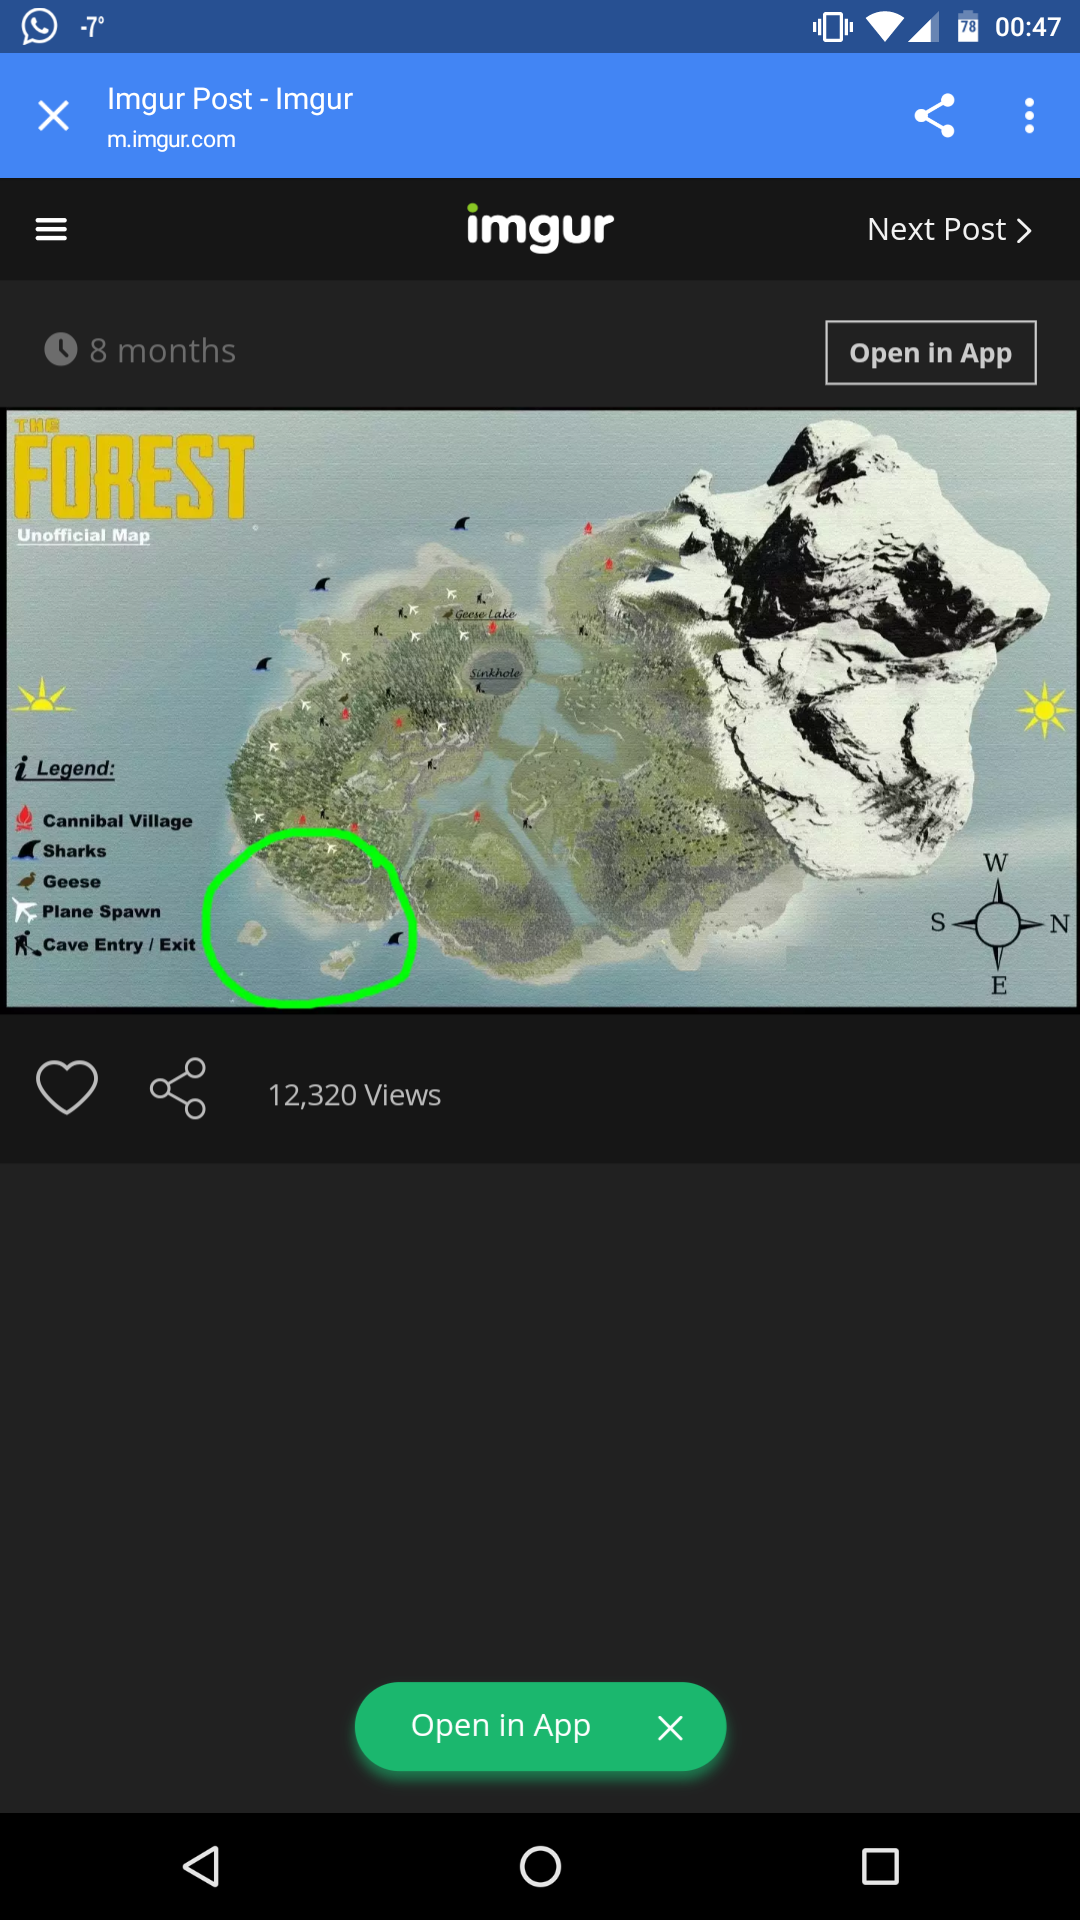 -7°
78
00:47
Imgur Post - Imgur
m.imgur.com
imgur
Next Post
8 months
Open in App
THE
FOREST
Unofficial Map
Geese Lake
Sinkhole
i Legend:
Cannibal Village
Sharks
Geese
Plane Spawn
Cave Entry / Exit
W
S
N
E
12,320 Views
Open in App